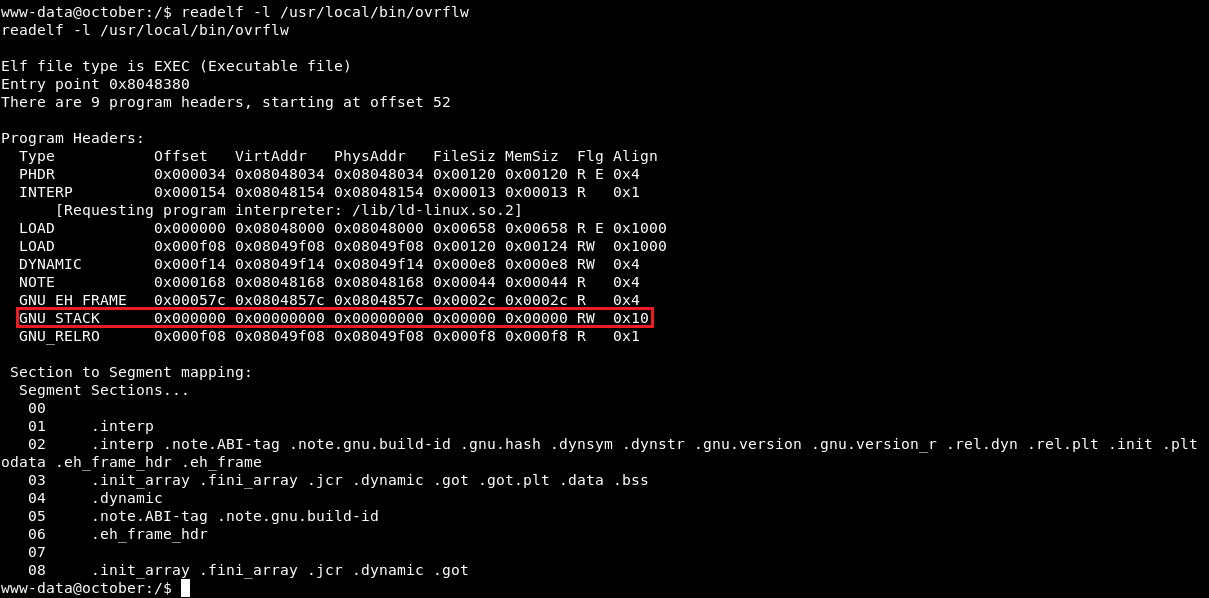 www-data@october:/$ readelf -l /usr/local/bin/ovrflw
readelf -l /usr/local/bin/ovrflw
Elf file type is EXEC (Executable file)
Entry point 0x8048380
There are 9 program headers, starting at offset 52
Program Headers:
  Type           Offset   VirtAddr   PhysAddr   FileSiz MemSiz  Flg Align
  PHDR           0x000034 0x08048034 0x08048034 0x00120 0x00120 R E 0x4
  INTERP         0x000154 0x08048154 0x08048154 0x00013 0x00013 R   0x1
      [Requesting program interpreter: /lib/ld-linux.so.2]
  LOAD           0x000000 0x08048000 0x08048000 0x00658 0x00658 R E 0x1000
  LOAD           0x000f08 0x08049f08 0x08049f08 0x00120 0x00124 RW  0x1000
  DYNAMIC        0x000f14 0x08049f14 0x08049f14 0x000e8 0x000e8 RW  0x4
  NOTE           0x000168 0x08048168 0x08048168 0x00044 0x00044 R   0x4
  GNU_EH_FRAME   0x00057c 0x0804857c 0x0804857c 0x0002c 0x0002c R   0x4
  GNU_STACK      0x000000 0x00000000 0x00000000 0x00000 0x00000 RW  0x10
  GNU_RELRO      0x000f08 0x08049f08 0x08049f08 0x000f8 0x000f8 R   0x1
 Section to Segment mapping:
  Segment Sections...
   00
   01     .interp
   02     .interp .note.ABI-tag .note.gnu.build-id .gnu.hash .dynsym .dynstr .gnu.version .gnu.version_r .rel.dyn .rel.plt .init .plt
odata .eh_frame_hdr .eh_frame
   03     .init_array .fini_array .jcr .dynamic .got .got.plt .data .bss
   04     .dynamic
   05     .note.ABI-tag .note.gnu.build-id
   06     .eh_frame_hdr
   07
   08     .init_array .fini_array .jcr .dynamic .got
www-data@october:/$